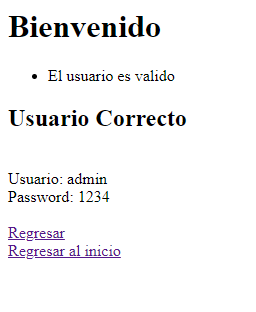 Bienvenido
El usuario es valido
Usuario Correcto
Usuario: admin
Password: 1234
Regresar
Regresar al inicio